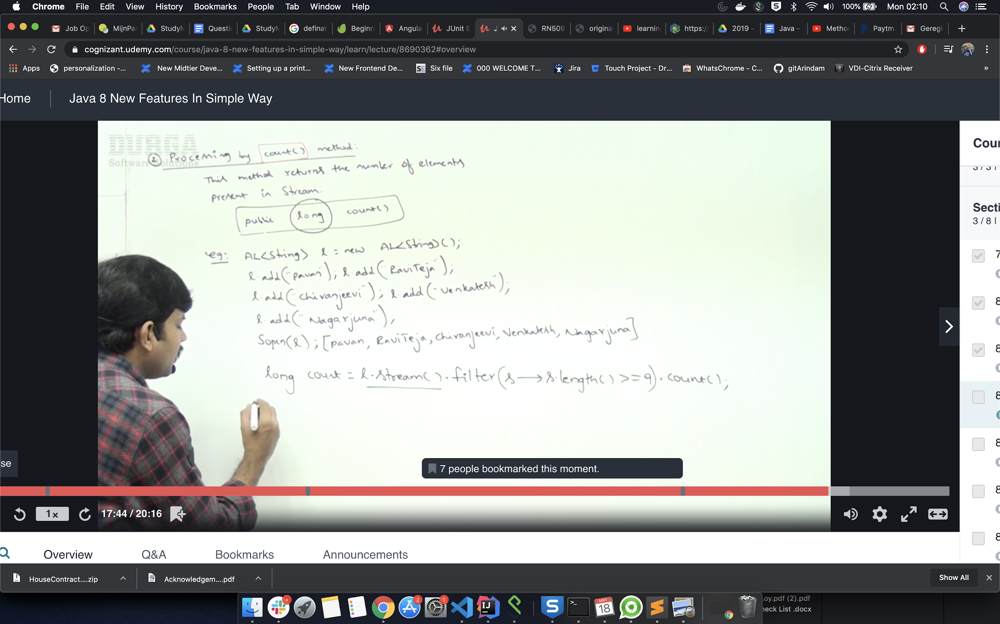 Chrome File Edit View History Bookmarks People Tab Window Help 100% Mon 02:10
Job Op MijnPa StudyM Questi StudyM definat Beginn Angula JUnit 5 J RN509 origina learnin https:/ 2019 - Java - Metho Paytm. Geregi
cognizant.udemy.com/course/java-8-new-features-in-simple-way/learn/lecture/8690362#overview
Apps personalization -... New Midtier Deve... Setting up a print... New Frontend De... SE Six file 000 WELCOME T... Jira Touch Project - Dr... WhatsChrome - C... gitArindam VDI-Citrix Receiver »
Home Java 8 New Features In Simple Way
DURGA
Software Solutions
② Processing by count() method:
This method returns the number of elements
present in Stream.
public long count()
eg: AL<String> l = new AL<String>();
l.add("pavan"); l.add("RaviTeja");
l.add("chiranjeevi"); l.add("venkatesh");
l.add("Nagarjuna");
Sopln(l); [pavan, RaviTeja, chiranjeevi, venkatesh, Nagarjuna]
long count = l.stream().filter(s → s.length() >= 9).count();
Cour
3 / 3 |
Secti
3 / 8 |
7
8
8
8
8
8
8
se
7 people bookmarked this moment.
1x 17:44 / 20:16
Overview Q&A Bookmarks Announcements
HouseContract....zip Acknowledgem....pdf Show All
2 1 IJ S >_ MAY 18 .oy.pdf (2).pdf
heck List .docx